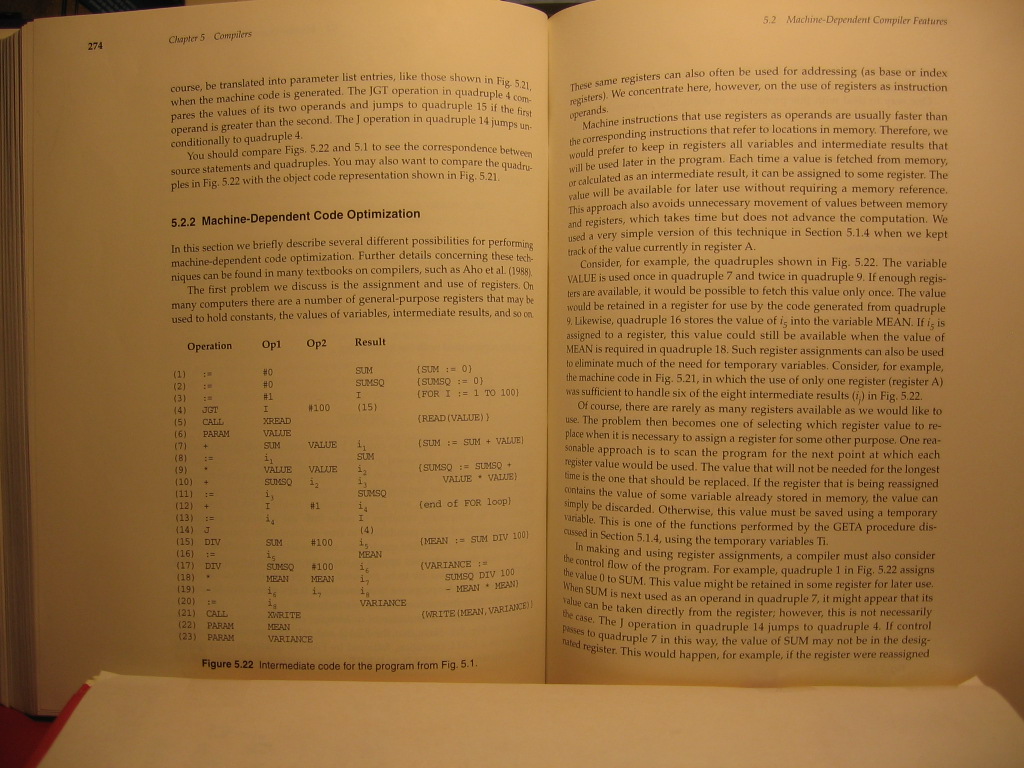 274
Chapter 5 Compilers
course, be translated into parameter list entries, like those shown in Fig. 5.21,
when the machine code is generated. The JGT operation in quadruple 4 com-
pares the values of its two operands and jumps to quadruple 15 if the first
operand is greater than the second. The J operation in quadruple 14 jumps un-
conditionally to quadruple 4.
You should compare Figs. 5.22 and 5.1 to see the correspondence between
source statements and quadruples. You may also want to compare the quadru-
ples in Fig. 5.22 with the object code representation shown in Fig. 5.21.
5.2.2 Machine-Dependent Code Optimization
In this section we briefly describe several different possibilities for performing
machine-dependent code optimization. Further details concerning these tech-
niques can be found in many textbooks on compilers, such as Aho et al. (1988).
The first problem we discuss is the assignment and use of registers. On
many computers there are a number of general-purpose registers that may be
used to hold constants, the values of variables, intermediate results, and so on.
Operation Op1 Op2 Result
(1) := #0 SUM {SUM := 0}
(2) := #0 SUMSQ {SUMSQ := 0}
(3) := #1 I {FOR I := 1 TO 100}
(4) JGT I #100 (15)
(5) CALL XREAD {READ(VALUE)}
(6) PARAM VALUE
(7) + SUM VALUE i₁ {SUM := SUM + VALUE}
(8) := i₁ SUM
(9) * VALUE VALUE i₂ {SUMSQ := SUMSQ +
(10) + SUMSQ i₂ i₃ VALUE * VALUE}
(11) := i₃ SUMSQ
(12) + I #1 i₄ {end of FOR loop}
(13) := i₄ I
(14) J (4)
(15) DIV SUM #100 i₅ {MEAN := SUM DIV 100}
(16) := i₅ MEAN
(17) DIV SUMSQ #100 i₆ {VARIANCE :=
(18) * MEAN MEAN i₇ SUMSQ DIV 100
(19) - i₆ i₇ i₈ - MEAN * MEAN}
(20) := i₈ VARIANCE
(21) CALL XWRITE {WRITE(MEAN,VARIANCE)}
(22) PARAM MEAN
(23) PARAM VARIANCE
Figure 5.22 Intermediate code for the program from Fig. 5.1.
5.2 Machine-Dependent Compiler Features
These same registers can also often be used for addressing (as base or index
registers). We concentrate here, however, on the use of registers as instruction
operands.
Machine instructions that use registers as operands are usually faster than
the corresponding instructions that refer to locations in memory. Therefore, we
would prefer to keep in registers all variables and intermediate results that
will be used later in the program. Each time a value is fetched from memory,
or calculated as an intermediate result, it can be assigned to some register. The
value will be available for later use without requiring a memory reference.
This approach also avoids unnecessary movement of values between memory
and registers, which takes time but does not advance the computation. We
used a very simple version of this technique in Section 5.1.4 when we kept
track of the value currently in register A.
Consider, for example, the quadruples shown in Fig. 5.22. The variable
VALUE is used once in quadruple 7 and twice in quadruple 9. If enough regis-
ters are available, it would be possible to fetch this value only once. The value
would be retained in a register for use by the code generated from quadruple
9. Likewise, quadruple 16 stores the value of i₅ into the variable MEAN. If i₅ is
assigned to a register, this value could still be available when the value of
MEAN is required in quadruple 18. Such register assignments can also be used
to eliminate much of the need for temporary variables. Consider, for example,
the machine code in Fig. 5.21, in which the use of only one register (register A)
was sufficient to handle six of the eight intermediate results (iⱼ) in Fig. 5.22.
Of course, there are rarely as many registers available as we would like to
use. The problem then becomes one of selecting which register value to re-
place when it is necessary to assign a register for some other purpose. One rea-
sonable approach is to scan the program for the next point at which each
register value would be used. The value that will not be needed for the longest
time is the one that should be replaced. If the register that is being reassigned
contains the value of some variable already stored in memory, the value can
simply be discarded. Otherwise, this value must be saved using a temporary
variable. This is one of the functions performed by the GETA procedure dis-
cussed in Section 5.1.4, using the temporary variables Ti.
In making and using register assignments, a compiler must also consider
the control flow of the program. For example, quadruple 1 in Fig. 5.22 assigns
the value 0 to SUM. This value might be retained in some register for later use.
When SUM is next used as an operand in quadruple 7, it might appear that its
value can be taken directly from the register; however, this is not necessarily
the case. The J operation in quadruple 14 jumps to quadruple 4. If control
passes to quadruple 7 in this way, the value of SUM may not be in the desig-
nated register. This would happen, for example, if the register were reassigned